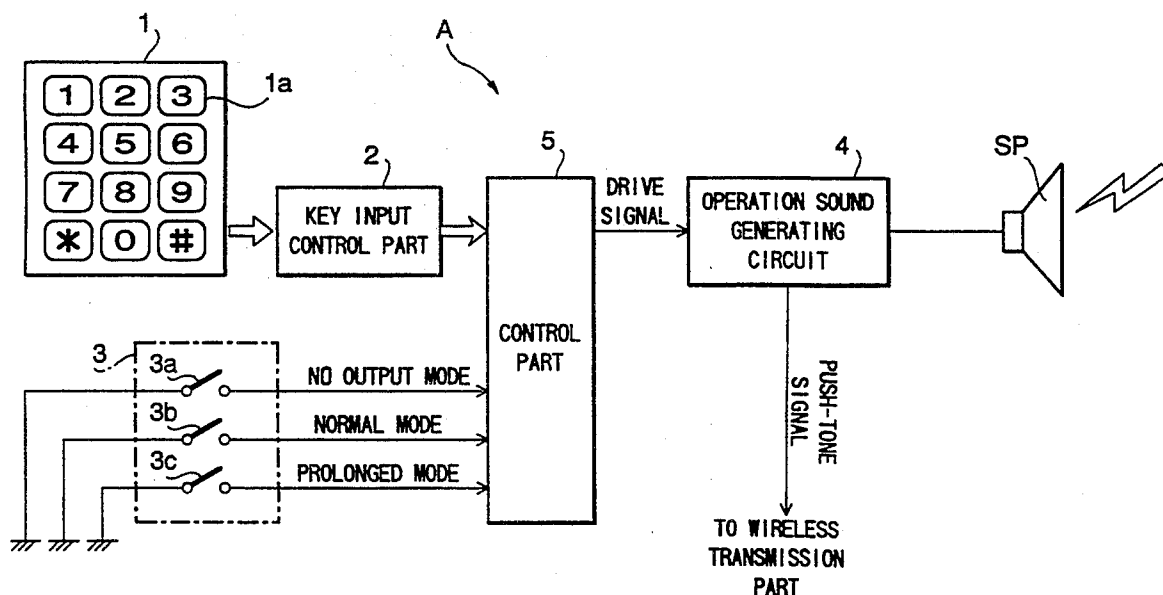 1
A
1 2 3
1a
4 5 6
7 8 9
* 0 #
2
KEY INPUT
CONTROL PART
5
CONTROL
PART
DRIVE
SIGNAL
4
OPERATION SOUND
GENERATING
CIRCUIT
SP
3
3a
NO OUTPUT MODE
3b
NORMAL MODE
3c
PROLONGED MODE
PUSH-TONE
SIGNAL
TO WIRELESS
TRANSMISSION
PART